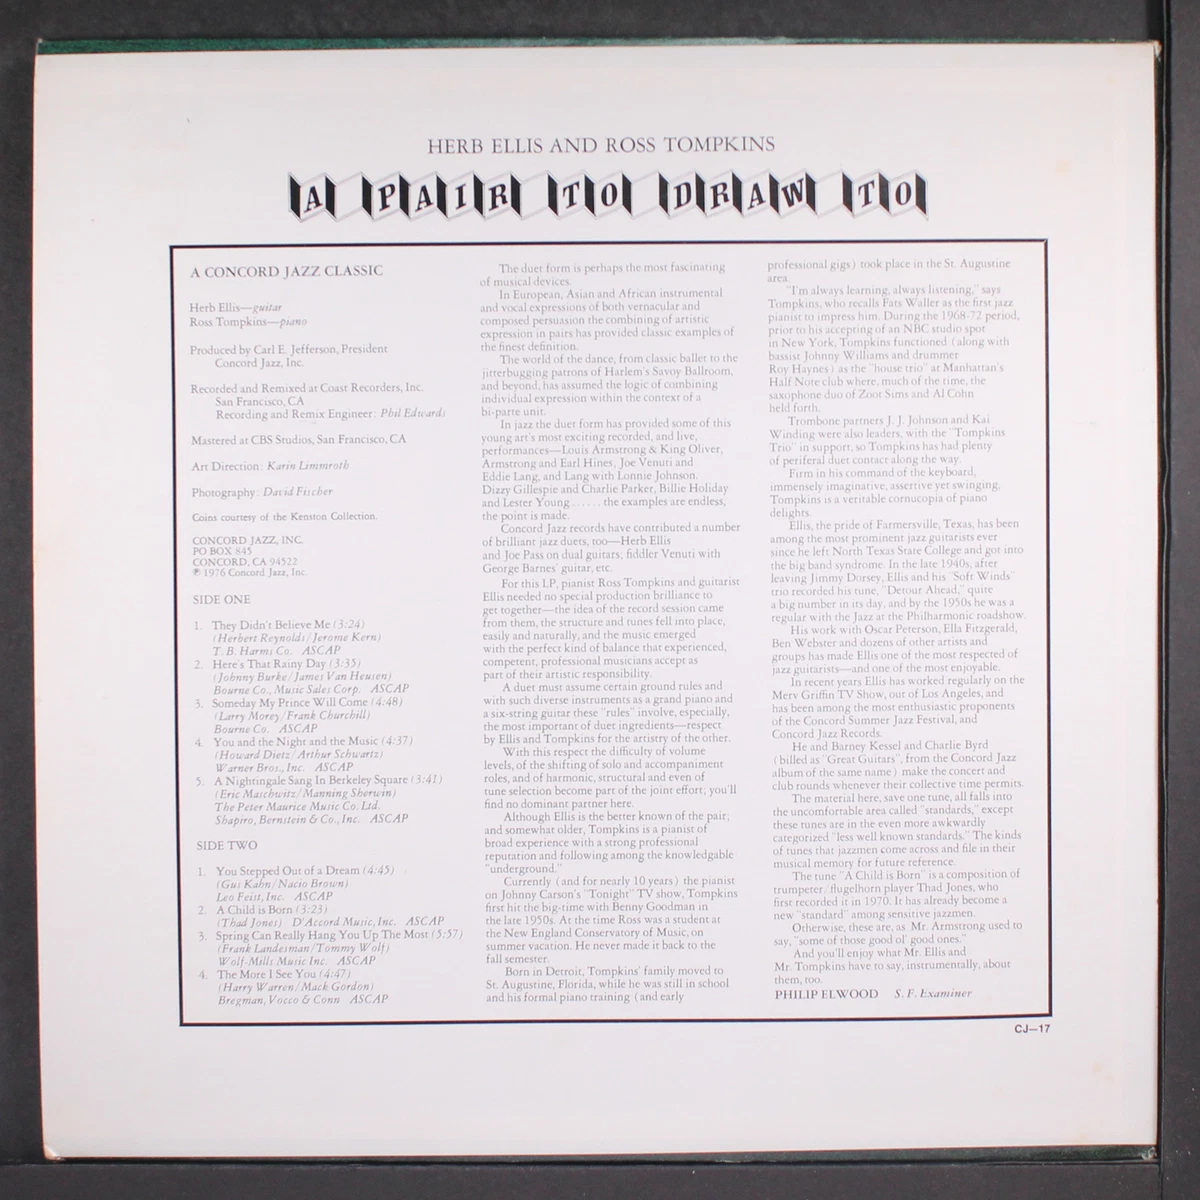 HERB ELLIS AND ROSS TOMPKINS
A PAIR TO DRAW TO
A CONCORD JAZZ CLASSIC
Herb Ellis—guitar
Ross Tompkins—piano
Produced by Carl E. Jefferson, President
Concord Jazz, Inc.
Recorded and Remixed at Coast Recorders, Inc.
San Francisco, CA
Recording and Remix Engineer: Phil Edwards
Mastered at CBS Studios, San Francisco, CA
Art Direction: Karin Limmroth
Photography: David Fischer
Coins courtesy of the Kenston Collection.
CONCORD JAZZ, INC.
PO BOX 845
CONCORD, CA 94522
℗ 1976 Concord Jazz, Inc.
SIDE ONE
1. They Didn't Believe Me (3:24)
(Herbert Reynolds/Jerome Kern)
T. B. Harms Co. ASCAP
2. Here's That Rainy Day (3:35)
(Johnny Burke/James Van Heusen)
Bourne Co., Music Sales Corp. ASCAP
3. Someday My Prince Will Come (4:48)
(Larry Morey/Frank Churchill)
Bourne Co. ASCAP
4. You and the Night and the Music (4:37)
(Howard Dietz/Arthur Schwartz)
Warner Bros., Inc. ASCAP
5. A Nightingale Sang In Berkeley Square (3:41)
(Eric Maschwitz/Manning Sherwin)
The Peter Maurice Music Co. Ltd.
Shapiro, Bernstein & Co., Inc. ASCAP
SIDE TWO
1. You Stepped Out of a Dream (4:45)
(Gus Kahn/Nacio Brown)
Leo Feist, Inc. ASCAP
2. A Child is Born (3:23)
(Thad Jones) D'Accord Music, Inc. ASCAP
3. Spring Can Really Hang You Up The Most (5:57)
(Frank Landesman/Tommy Wolf)
Wolf-Mills Music Inc. ASCAP
4. The More I See You (4:47)
(Harry Warren/Mack Gordon)
Bregman, Vocco & Conn ASCAP
The duet form is perhaps the most fascinating
of musical devices.
In European, Asian and African instrumental
and vocal expressions of both vernacular and
composed persuasion the combining of artistic
expression in pairs has provided classic examples of
the finest definition.
The world of the dance, from classic ballet to the
jitterbugging patrons of Harlem's Savoy Ballroom,
and beyond, has assumed the logic of combining
individual expression within the context of a
bi-parte unit.
In jazz the duet form has provided some of this
young art's most exciting recorded, and live,
performances—Louis Armstrong & King Oliver,
Armstrong and Earl Hines, Joe Venuti and
Eddie Lang, and Lang with Lonnie Johnson.
Dizzy Gillespie and Charlie Parker, Billie Holiday
and Lester Young . . . . . . the examples are endless,
the point is made.
Concord Jazz records have contributed a number
of brilliant jazz duets, too—Herb Ellis
and Joe Pass on dual guitars; fiddler Venuti with
George Barnes' guitar, etc.
For this LP, pianist Ross Tompkins and guitarist
Ellis needed no special production brilliance to
get together—the idea of the record session came
from them, the structure and tunes fell into place,
easily and naturally, and the music emerged
with the perfect kind of balance that experienced,
competent, professional musicians accept as
part of their artistic responsibility.
A duet must assume certain ground rules and
with such diverse instruments as a grand piano and
a six-string guitar these "rules" involve, especially,
the most important of duet ingredients—respect
by Ellis and Tompkins for the artistry of the other.
With this respect the difficulty of volume
levels, of the shifting of solo and accompaniment
roles, and of harmonic, structural and even of
tune selection become part of the joint effort; you'll
find no dominant partner here.
Although Ellis is the better known of the pair;
and somewhat older, Tompkins is a pianist of
broad experience with a strong professional
reputation and following among the knowledgable
"underground."
Currently (and for nearly 10 years) the pianist
on Johnny Carson's "Tonight" TV show, Tompkins
first hit the big-time with Benny Goodman in
the late 1950s. At the time Ross was a student at
the New England Conservatory of Music, on
summer vacation. He never made it back to the
fall semester.
Born in Detroit, Tompkins' family moved to
St. Augustine, Florida, while he was still in school
and his formal piano training (and early
professional gigs) took place in the St. Augustine
area.
"I'm always learning, always listening," says
Tompkins, who recalls Fats Waller as the first jazz
pianist to impress him. During the 1968-72 period,
prior to his accepting of an NBC studio spot
in New York, Tompkins functioned (along with
bassist Johnny Williams and drummer
Roy Haynes) as the "house trio" at Manhattan's
Half Note club where, much of the time, the
saxophone duo of Zoot Sims and Al Cohn
held forth.
Trombone partners J. J. Johnson and Kai
Winding were also leaders, with the "Tompkins
Trio" in support, so Tompkins has had plenty
of periferal duet contact along the way.
Firm in his command of the keyboard,
immensely imaginative, assertive yet swinging,
Tompkins is a veritable cornucopia of piano
delights.
Ellis, the pride of Farmersville, Texas, has been
among the most prominent jazz guitarists ever
since he left North Texas State College and got into
the big band syndrome. In the late 1940s, after
leaving Jimmy Dorsey, Ellis and his "Soft Winds"
trio recorded his tune, "Detour Ahead," quite
a big number in its day, and by the 1950s he was a
regular with the Jazz at the Philharmonic roadshow.
His work with Oscar Peterson, Ella Fitzgerald,
Ben Webster and dozens of other artists and
groups has made Ellis one of the most respected of
jazz guitarists—and one of the most enjoyable.
In recent years Ellis has worked regularly on the
Merv Griffin TV Show, out of Los Angeles, and
has been among the most enthusiastic proponents
of the Concord Summer Jazz Festival, and
Concord Jazz Records.
He and Barney Kessel and Charlie Byrd
(billed as "Great Guitars", from the Concord Jazz
album of the same name) make the concert and
club rounds whenever their collective time permits.
The material here, save one tune, all falls into
the uncomfortable area called "standards," except
these tunes are in the even more awkwardly
categorized "less well known standards." The kinds
of tunes that jazzmen come across and file in their
musical memory for future reference.
The tune "A Child is Born" is a composition of
trumpeter/flugelhorn player Thad Jones, who
first recorded it in 1970. It has already become a
new "standard" among sensitive jazzmen.
Otherwise, these are, as Mr. Armstrong used to
say, "some of those good ol' good ones."
And you'll enjoy what Mr. Ellis and
Mr. Tompkins have to say, instrumentally, about
them, too.
PHILIP ELWOOD S. F. Examiner
CJ—17